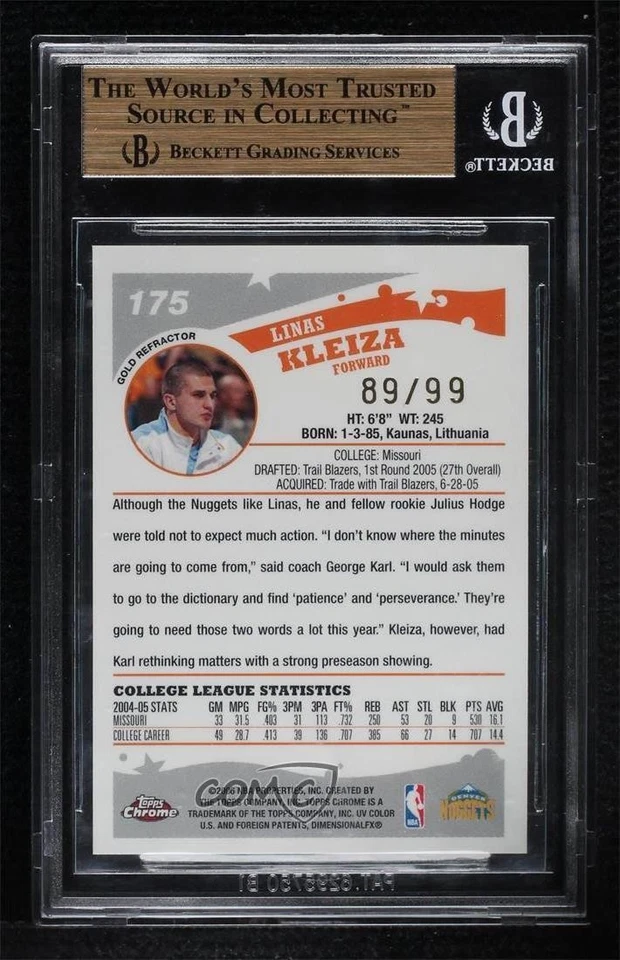 THE WORLD'S MOST TRUSTED
SOURCE IN COLLECTING™
B BECKETT GRADING SERVICES
B
BECKETT®
175
GOLD REFRACTOR
LINAS
KLEIZA
FORWARD
89/99
HT: 6'8" WT: 245
BORN: 1-3-85, Kaunas, Lithuania
COLLEGE: Missouri
DRAFTED: Trail Blazers, 1st Round 2005 (27th Overall)
ACQUIRED: Trade with Trail Blazers, 6-28-05
Although the Nuggets like Linas, he and fellow rookie Julius Hodge
were told not to expect much action. "I don't know where the minutes
are going to come from," said coach George Karl. "I would ask them
to go to the dictionary and find 'patience' and 'perseverance.' They're
going to need those two words a lot this year." Kleiza, however, had
Karl rethinking matters with a strong preseason showing.
COLLEGE LEAGUE STATISTICS
2004-05 STATS GM MPG FG% 3PM 3PA FT% REB AST STL BLK PTS AVG
MISSOURI 33 31.5 .403 31 113 .732 250 53 20 9 530 16.1
COLLEGE CAREER 49 28.7 .413 39 136 .707 385 66 27 14 707 14.4
Topps
Chrome
©2006 NBA PROPERTIES, INC. CREATED BY
THE TOPPS COMPANY, INC. TOPPS CHROME IS A
TRADEMARK OF THE TOPPS COMPANY, INC. UV COLOR
U.S. AND FOREIGN PATENTS, DIMENSIONALFX®
COMC
NBA
DENVER
NUGGETS